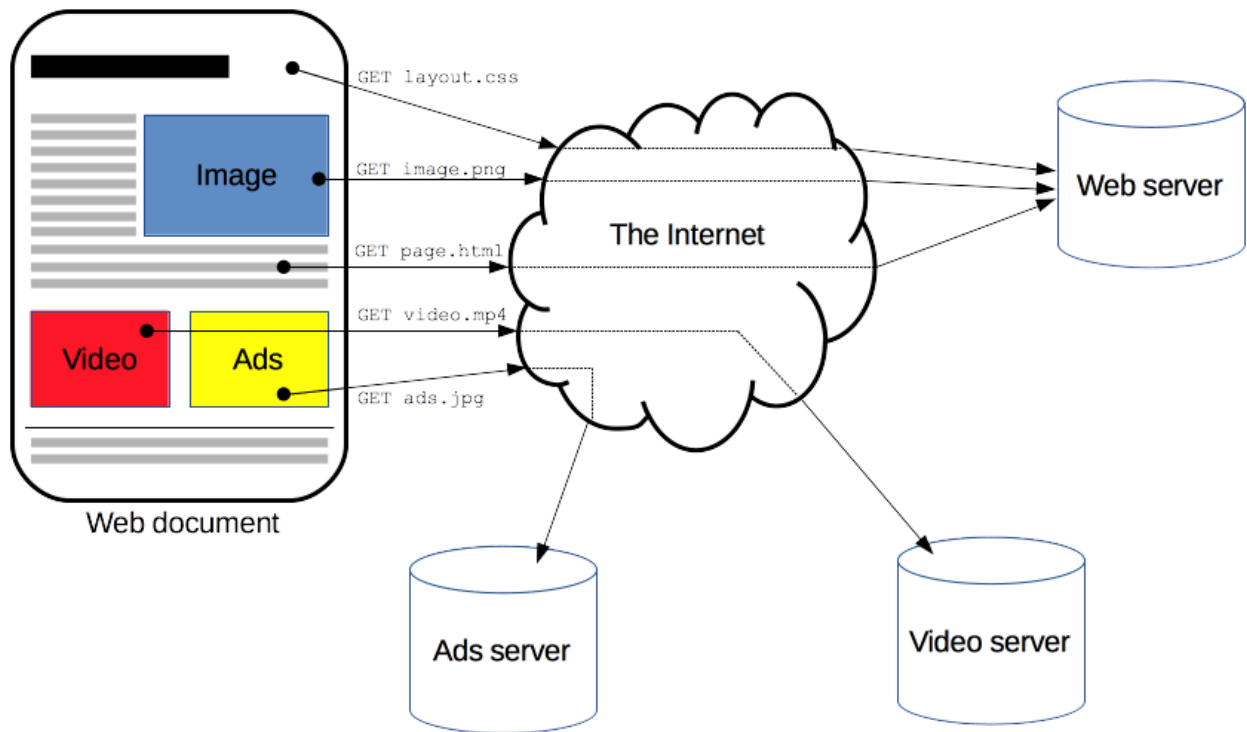 GET layout.css
Image
GET image.png
Web server
The Internet
GET page.html
GET video.mp4
Video
Ads
GET ads.jpg
Web document
Ads server
Video server